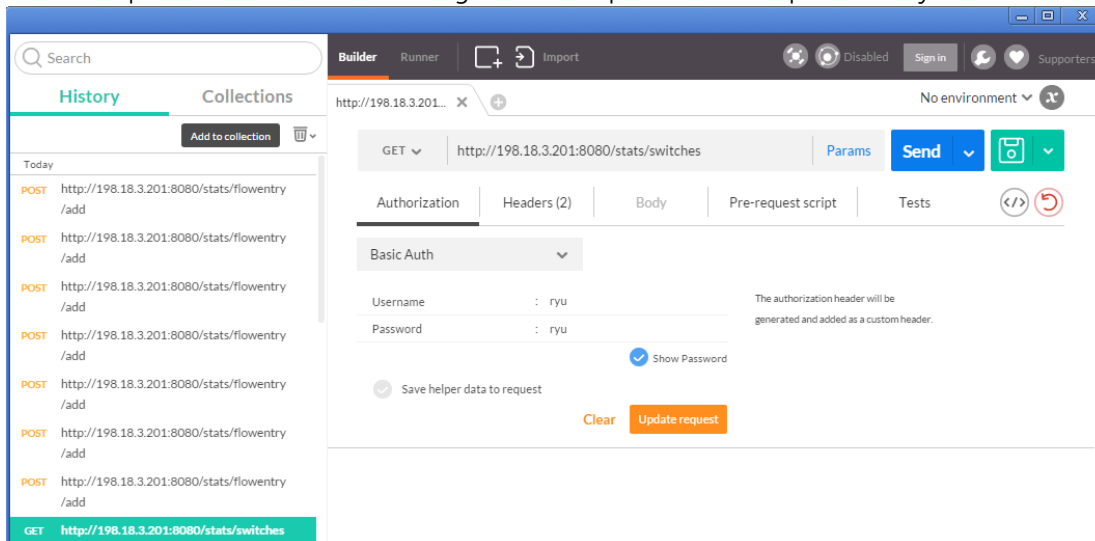 Search
Builder Runner Import Disabled Sign in Supporters
History Collections
http://198.18.3.201... No environment
Add to collection
GET http://198.18.3.201:8080/stats/switches Params Send
Today
POST http://198.18.3.201:8080/stats/flowentry
/add
Authorization Headers (2) Body Pre-request script Tests
POST http://198.18.3.201:8080/stats/flowentry
/add
Basic Auth
POST http://198.18.3.201:8080/stats/flowentry
/add
Username : ryu
The authorization header will be
generated and added as a custom header.
Password : ryu
POST http://198.18.3.201:8080/stats/flowentry
/add
Show Password
POST http://198.18.3.201:8080/stats/flowentry
/add
Save helper data to request
Clear Update request
POST http://198.18.3.201:8080/stats/flowentry
/add
POST http://198.18.3.201:8080/stats/flowentry
/add
GET http://198.18.3.201:8080/stats/switches